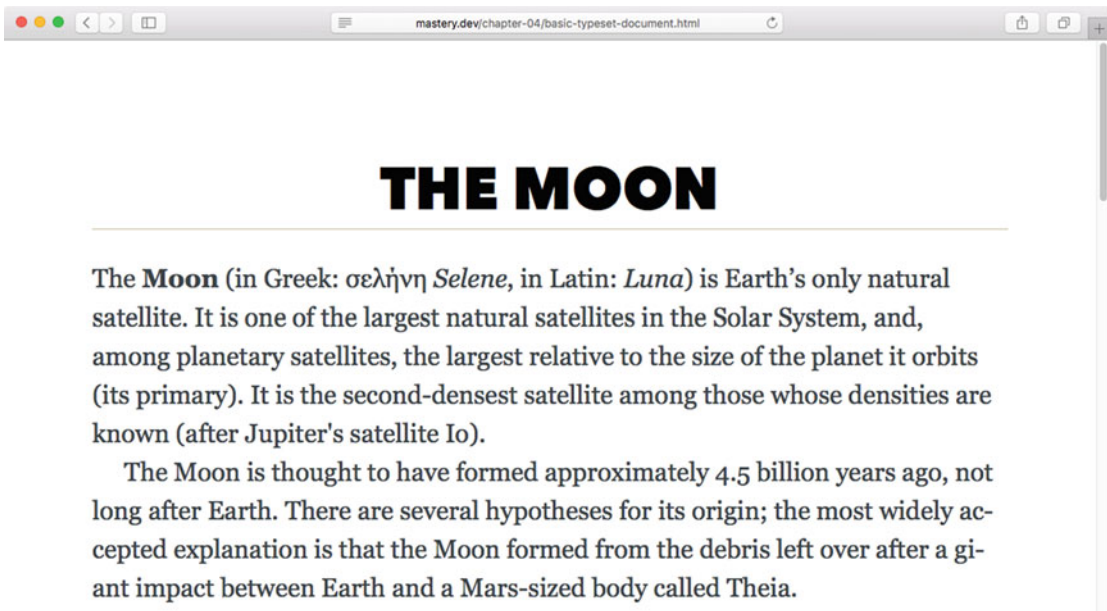 mastery.dev/chapter-04/basic-typeset-document.html
THE MOON
The Moon (in Greek: σελήνη Selene, in Latin: Luna) is Earth’s only natural
satellite. It is one of the largest natural satellites in the Solar System, and,
among planetary satellites, the largest relative to the size of the planet it orbits
(its primary). It is the second-densest satellite among those whose densities are
known (after Jupiter's satellite Io).
The Moon is thought to have formed approximately 4.5 billion years ago, not
long after Earth. There are several hypotheses for its origin; the most widely ac-
cepted explanation is that the Moon formed from the debris left over after a gi-
ant impact between Earth and a Mars-sized body called Theia.